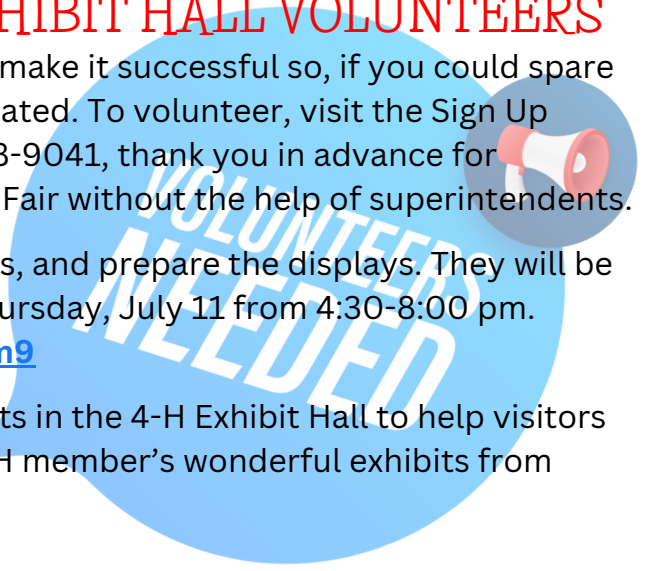 HIBIT HALL VOLUNTEERS
make it successful so, if you could spare
ated. To volunteer, visit the Sign Up
3-9041, thank you in advance for
Fair without the help of superintendents.
s, and prepare the displays. They will be
ursday, July 11 from 4:30-8:00 pm.
m9
ts in the 4-H Exhibit Hall to help visitors
H member’s wonderful exhibits from
VOLUNTEERS
NEEDED